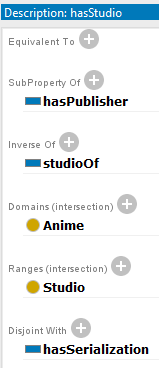 Description: hasStudio
Equivalent To
SubProperty Of
hasPublisher
Inverse Of
studioOf
Domains (intersection)
Anime
Ranges (intersection)
Studio
Disjoint With
hasSerialization